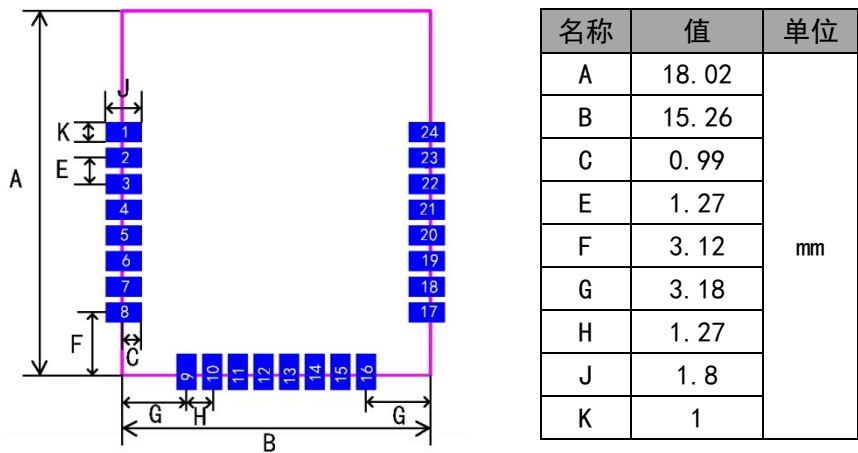 J
K
E
A
F
C
G
H
G
B
1
2
3
4
5
6
7
8
9
10
11
12
13
14
15
16
24
23
22
21
20
19
18
17
名称 值 单位
A 18.02
B 15.26
C 0.99
E 1.27
F 3.12 mm
G 3.18
H 1.27
J 1.8
K 1